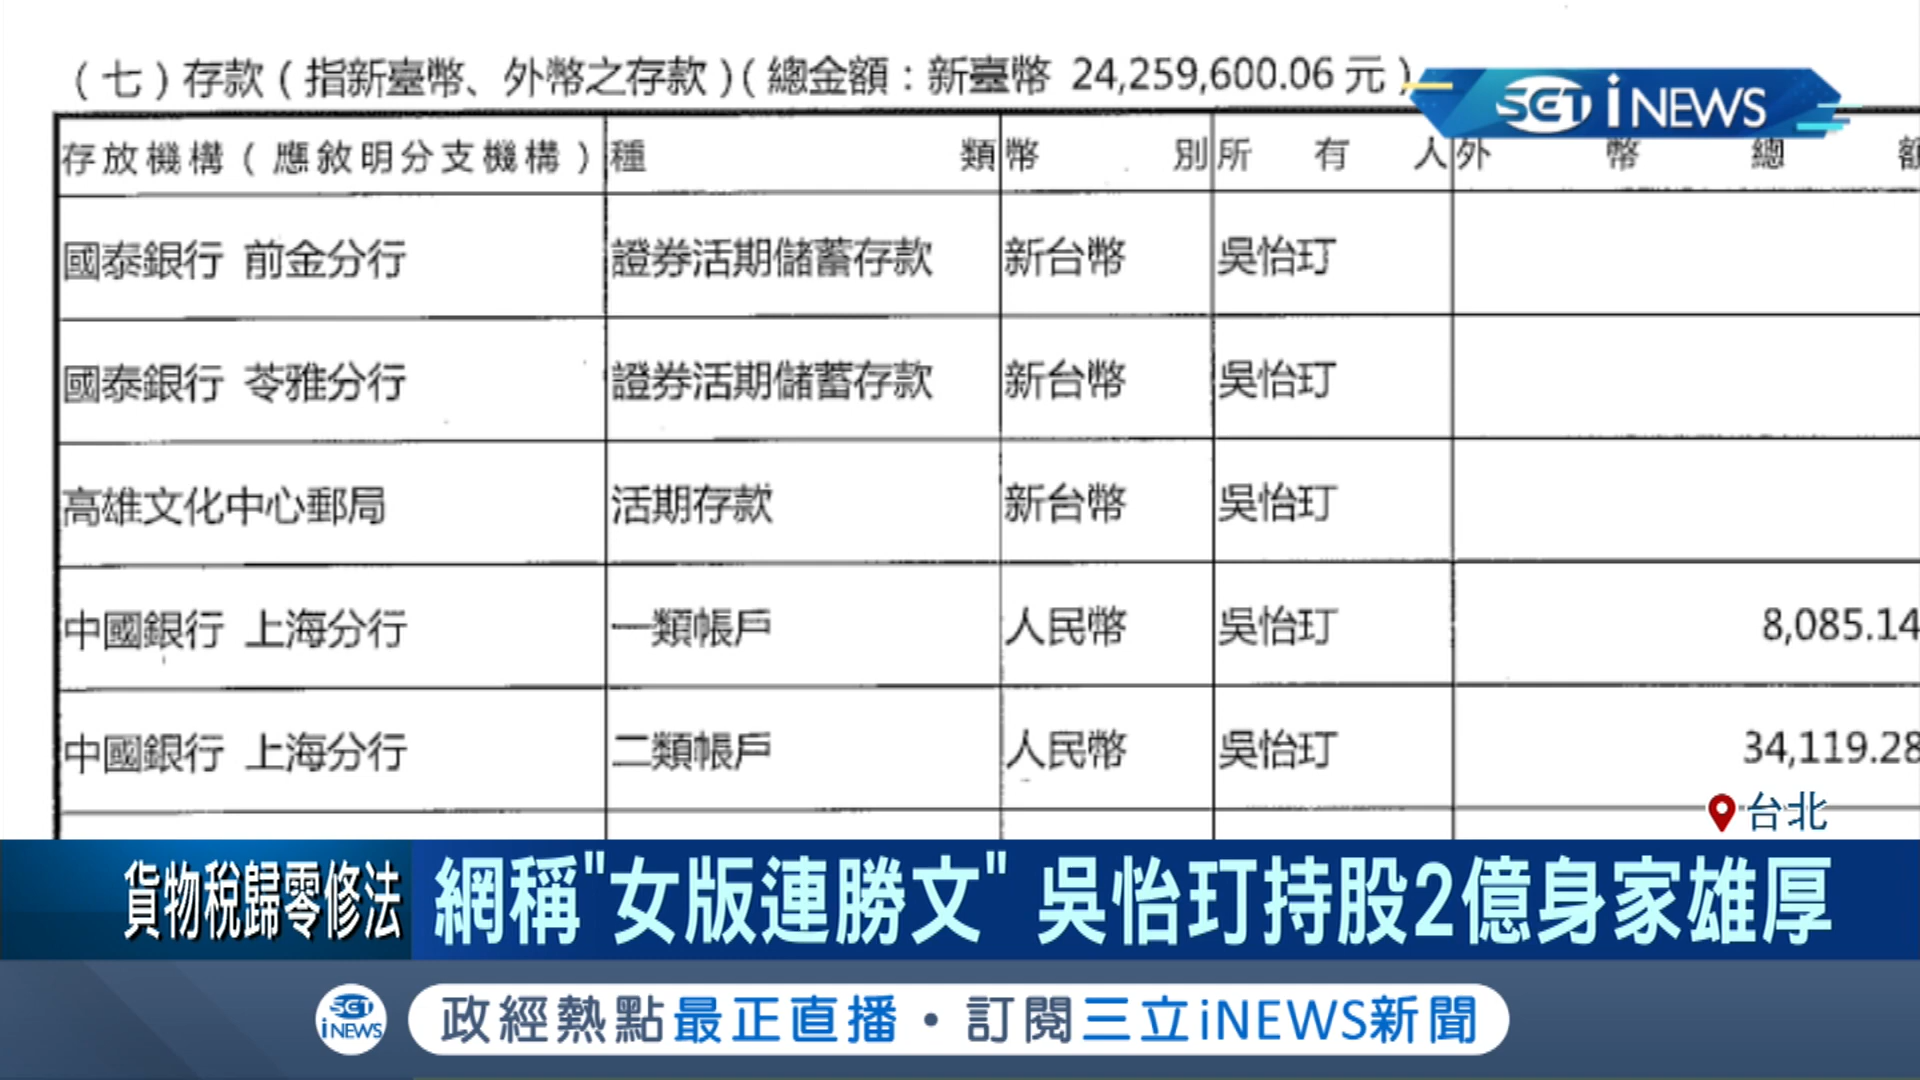 (七)存款(指新臺幣、外幣之存款)(總金額：新臺幣 24,259,600.06 元)
SET iNEWS
存放機構(應敘明分支機構) 種類 幣別 所有人 外幣總額
國泰銀行 前金分行 證券活期儲蓄存款 新台幣 吳怡玎
國泰銀行 苓雅分行 證券活期儲蓄存款 新台幣 吳怡玎
高雄文化中心郵局 活期存款 新台幣 吳怡玎
中國銀行 上海分行 一類帳戶 人民幣 吳怡玎 8,085.14
中國銀行 上海分行 二類帳戶 人民幣 吳怡玎 34,119.28
台北
貨物稅歸零修法 網稱"女版連勝文" 吳怡玎持股2億身家雄厚
SET iNEWS 政經熱點最正直播・訂閱三立iNEWS新聞